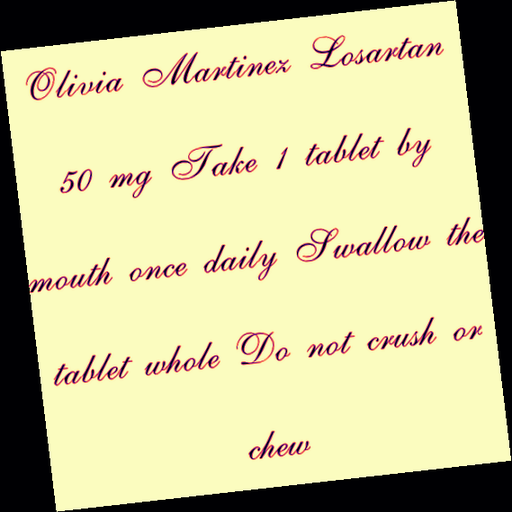 Olivia Martinez Losartan
50 mg Take 1 tablet by
mouth once daily Swallow the
tablet whole Do not crush or
chew